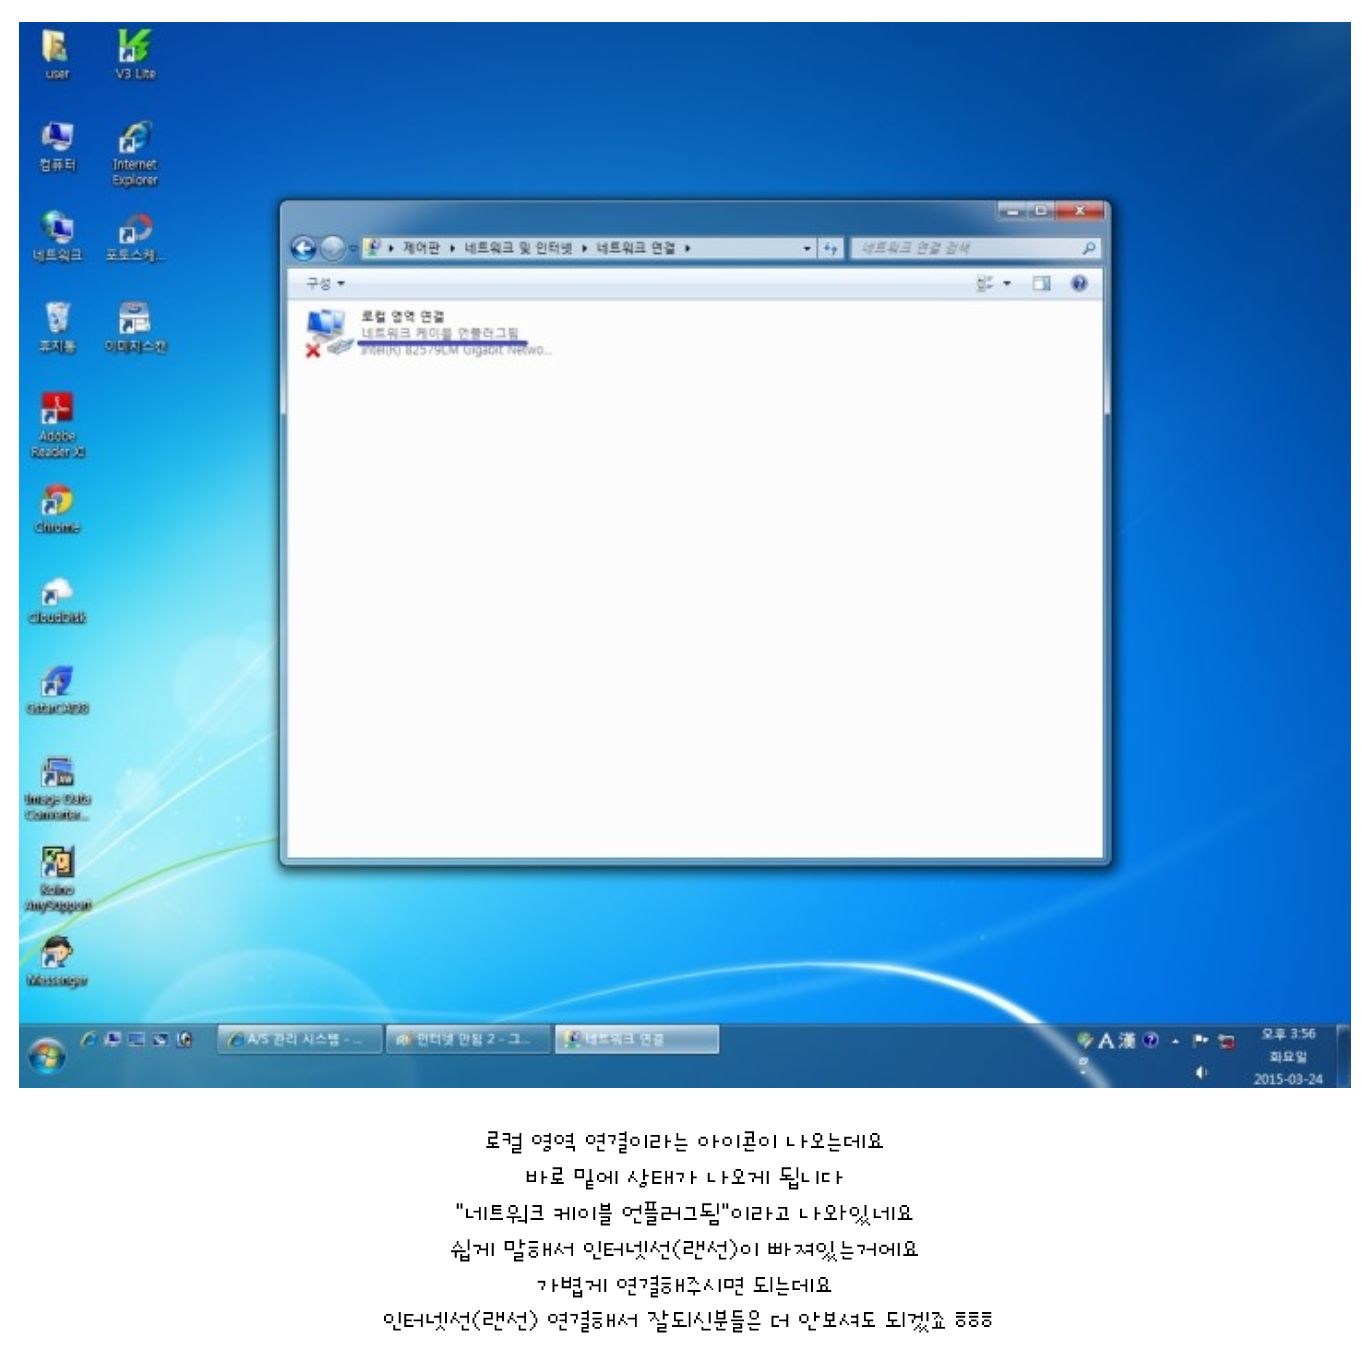 user
V3 Lite
컴퓨터
Internet
Explorer
네트워크
포토스케...
휴지통
이미지스캔
Adobe
Reader XI
Chrome
CloudDisk
Image Data
Converter...
Koino
AnySupport
Messenger
제어판 네트워크 및 인터넷 네트워크 연결
네트워크 연결 검색
구성
로컬 영역 연결
네트워크 케이블 언플러그됨
Intel(R) 82579LM Gigabit Netwo...
A/S 관리 시스템 - ...
인터넷 안됨 2 - 그...
네트워크 연결
A 漢
오후 3:56
화요일
2015-03-24
로컬 영역 연결이라는 아이콘이 나오는데요
바로 밑에 상태가 나오게 됩니다
"네트워크 케이블 언플러그됨"이라고 나와있네요
쉽게 말해서 인터넷선(랜선)이 빠져있는거에요
가볍게 연결해주시면 되는데요
인터넷선(랜선) 연결해서 잘되신분들은 더 안보셔도 되겠죠 ㅎㅎㅎ